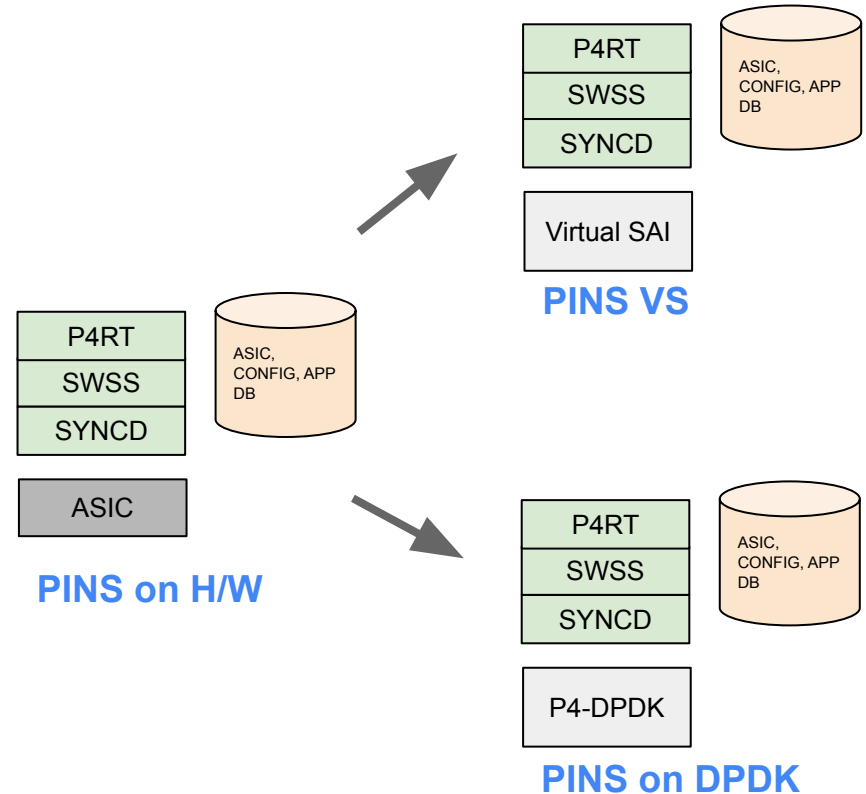 P4RT
SWSS
SYNCD
ASIC,
CONFIG, APP
DB
Virtual SAI
PINS VS
P4RT
SWSS
SYNCD
ASIC,
CONFIG, APP
DB
ASIC
PINS on H/W
P4RT
SWSS
SYNCD
ASIC,
CONFIG, APP
DB
P4-DPDK
PINS on DPDK